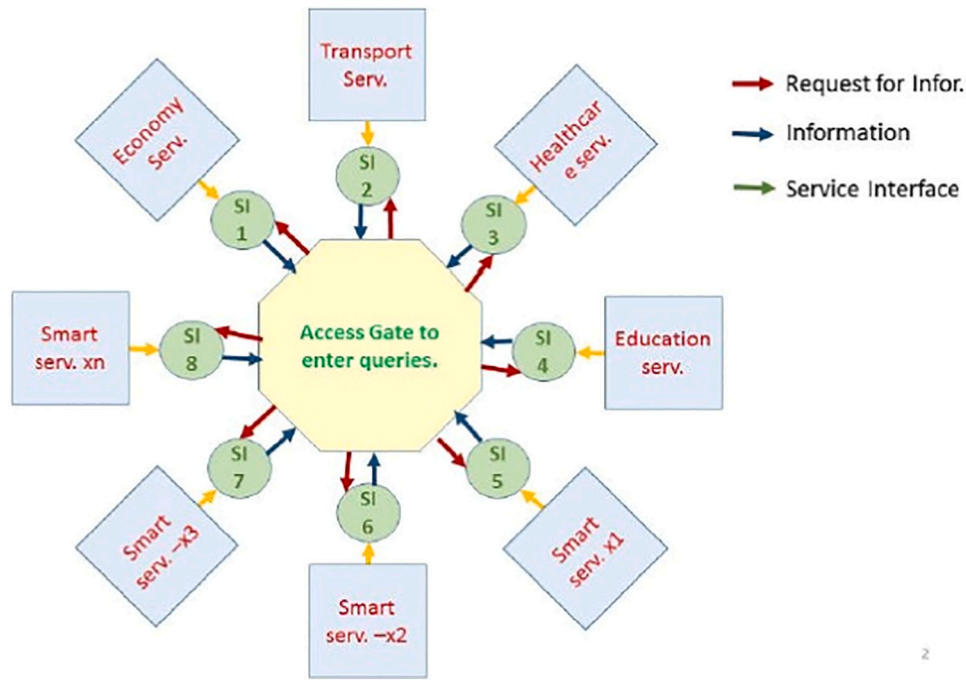 Transport
Serv.
Economy
Serv.
Healthcar
e serv.
Request for Infor.
Information
Service Interface
SI
2
SI
1
SI
3
Access Gate to
enter queries.
Smart
serv. xn
SI
8
SI
4
Education
serv.
SI
7
SI
5
SI
6
Smart
serv. –x3
Smart
serv. x1
Smart
serv. –x2
2